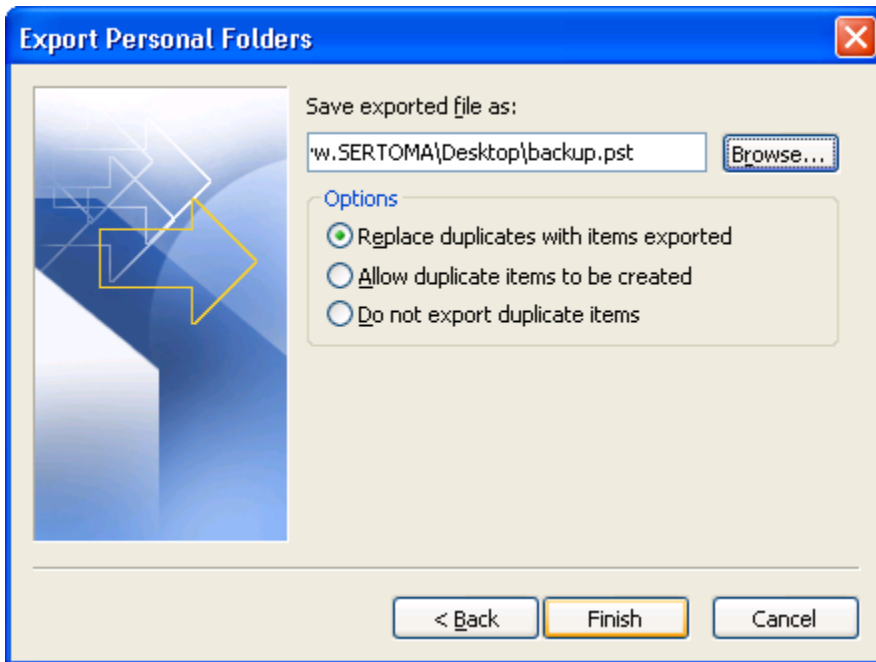 Export Personal Folders
Save exported file as:
w.SERTOMA\Desktop\backup.pst
Browse...
Options
Replace duplicates with items exported
Allow duplicate items to be created
Do not export duplicate items
< Back
Finish
Cancel